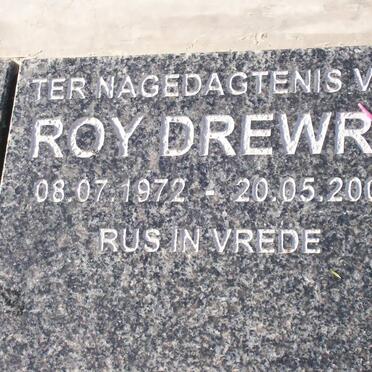 TER NAGEDAGTENIS V
ROY DREWR
08.07.1972 - 20.05.200
RUS IN VREDE